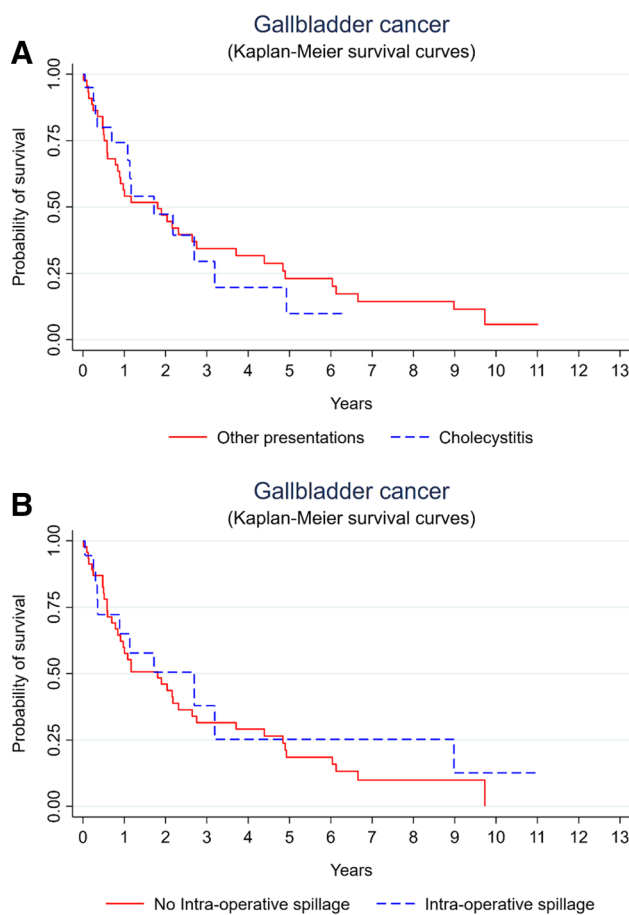 A
Gallbladder cancer
(Kaplan-Meier survival curves)
Probability of survival
1.00
0.75
0.50
0.25
0.00
0 1 2 3 4 5 6 7 8 9 10 11 12 13
Years
Other presentations Cholecystitis
B
Gallbladder cancer
(Kaplan-Meier survival curves)
Probability of survival
1.00
0.75
0.50
0.25
0.00
0 1 2 3 4 5 6 7 8 9 10 11 12 13
Years
No Intra-operative spillage Intra-operative spillage